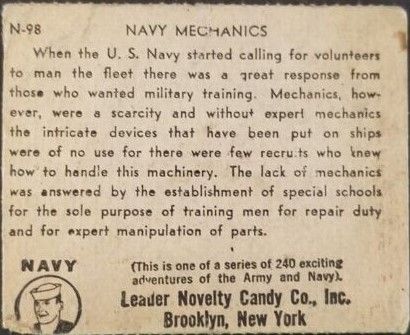 N-98 NAVY MECHANICS
When the U. S. Navy started calling for volunteers
to man the fleet there was a great response from
those who wanted military training. Mechanics, how-
ever, were a scarcity and without expert mechanics
the intricate devices that have been put on ships
were of no use for there were few recruits who knew
how to handle this machinery. The lack of mechanics
was answered by the establishment of special schools
for the sole purpose of training men for repair duty
and for expert manipulation of parts.
NAVY
(This is one of a series of 240 exciting
adventures of the Army and Navy).
Leader Novelty Candy Co., Inc.
Brooklyn, New York